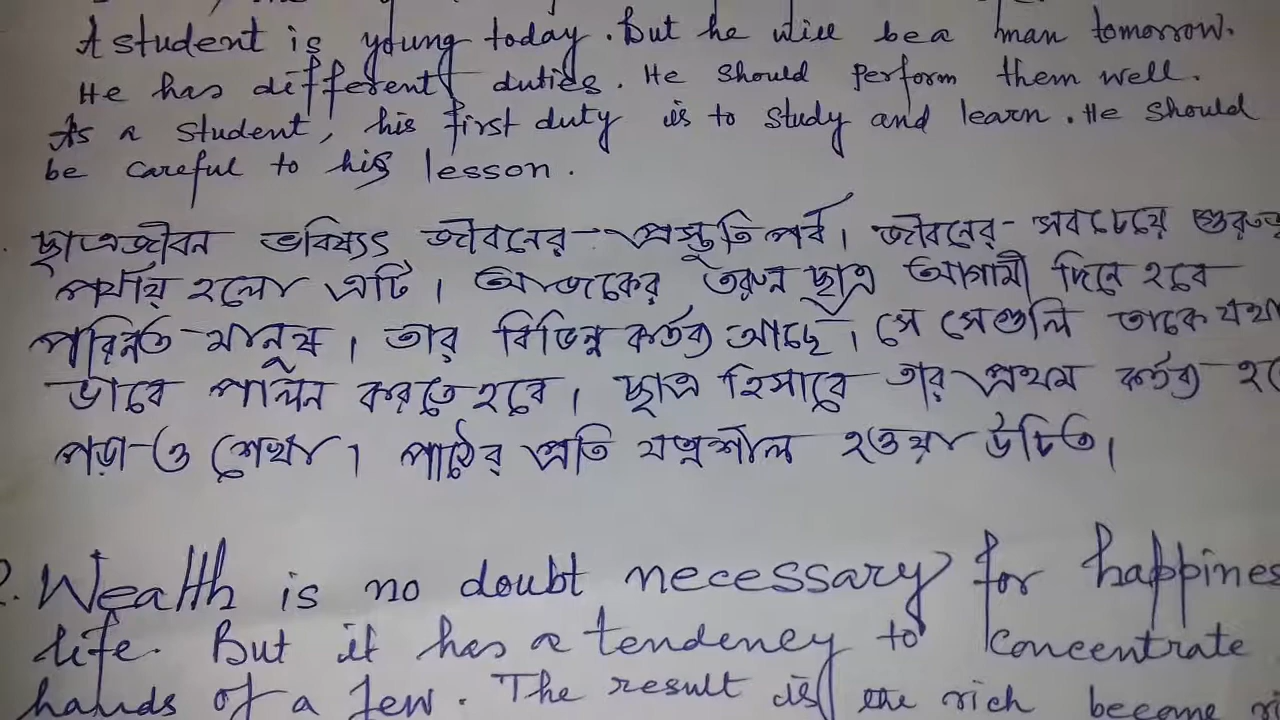 A student is young today. But he will be a man tomorrow.
He has different duties. He should perform them well.
As a student, his first duty is to study and learn. He should
be careful to his lesson.
ছাত্রজীবন ভবিষ্যৎ জীবনের প্রস্তুতি পর্ব। জীবনের সবচেয়ে
পর্যায় হলো এটি। আজকের তরুন ছাত্র আগামী দিনে হবে
পরিনত মানুষ। তার বিভিন্ন কর্তব্য আছে। সে সেগুলি তাকে যথা
ভাবে পালন করতে হবে। ছাত্র হিসাবে তার প্রথম কর্তব্য
পড়া ও শেখা। পাঠের প্রতি যত্নশীল হওয়া উচিত।
Wealth is no doubt necessary for happines
life. But it has a tendency to concentrate
hands of a few. The result is the rich become ri